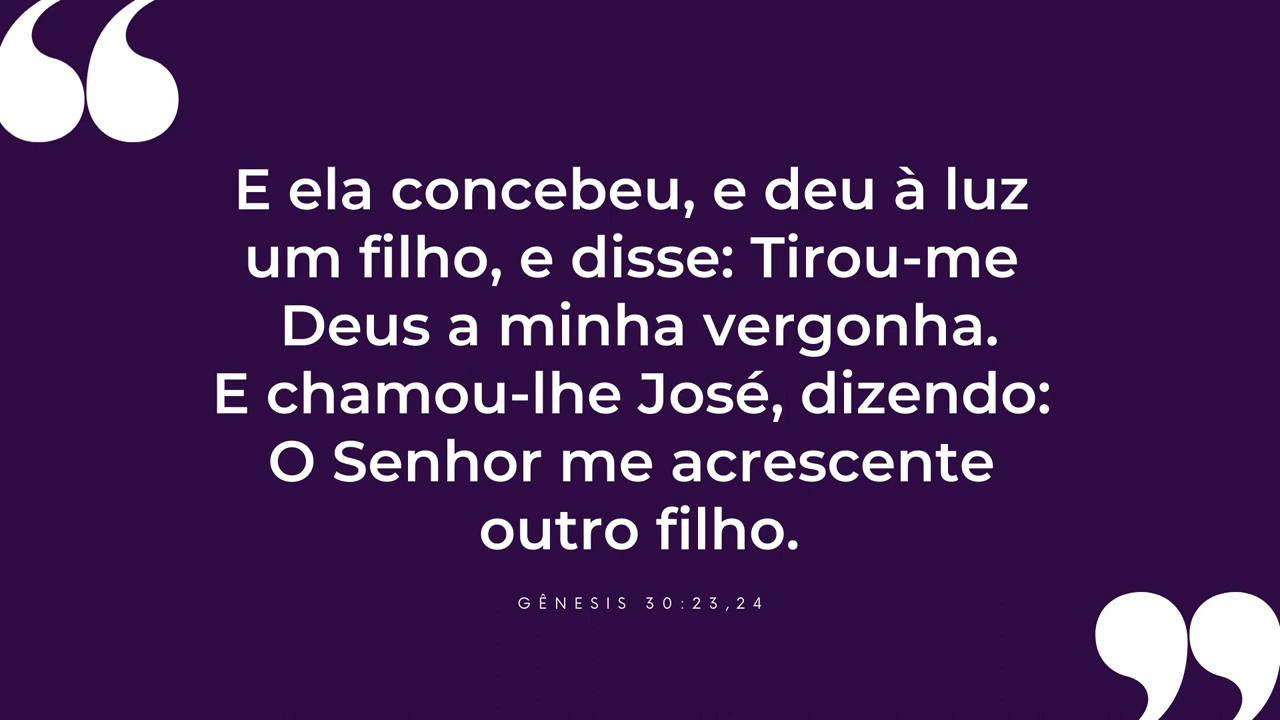 E ela concebeu, e deu à luz
um filho, e disse: Tirou-me
Deus a minha vergonha.
E chamou-lhe José, dizendo:
O Senhor me acrescente
outro filho.
GÊNESIS 30:23,24